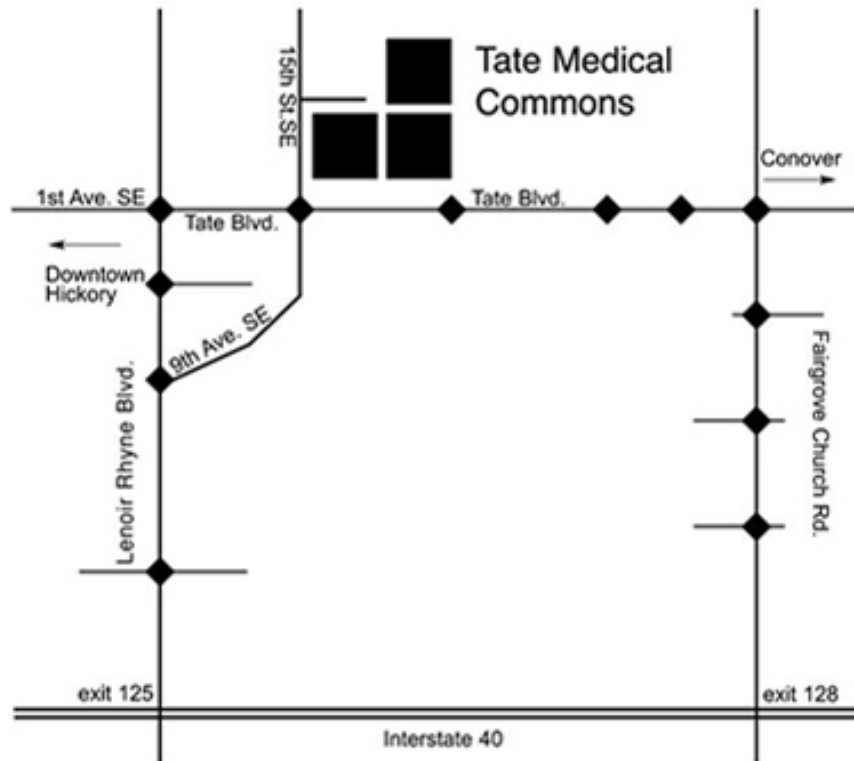 15th St.SE
Tate Medical
Commons
Conover
1st Ave. SE
Tate Blvd.
Tate Blvd.
Downtown
Hickory
9th Ave. SE
Lenoir Rhyne Blvd.
Fairgrove Church Rd.
exit 125
exit 128
Interstate 40